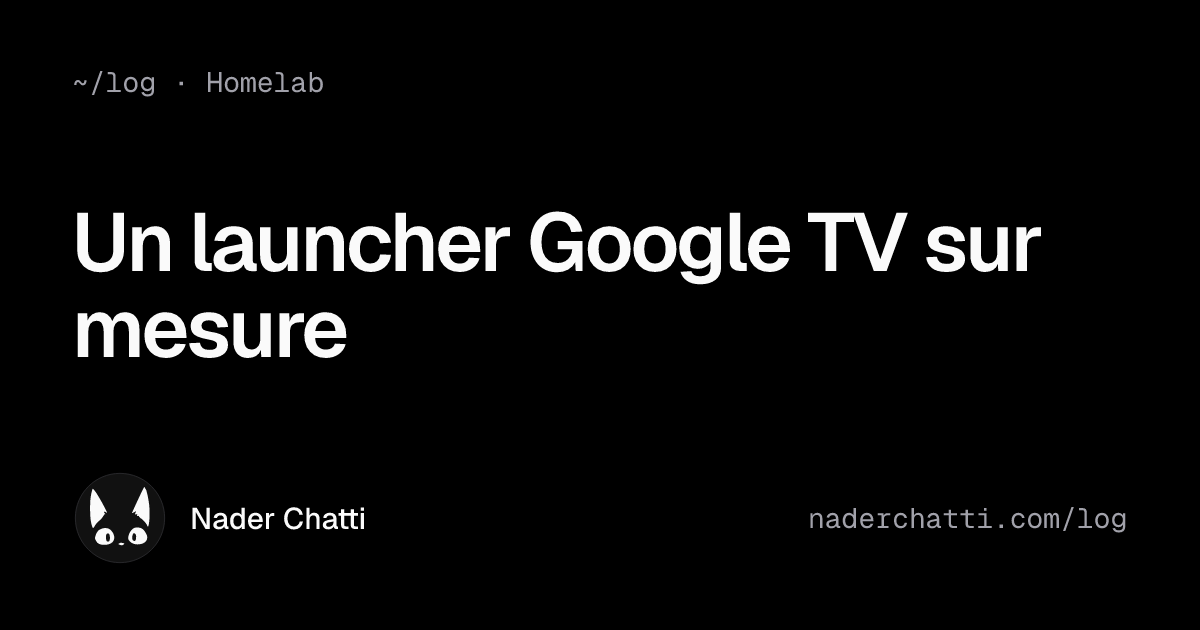 ~/log · Homelab
Un launcher Google TV sur
mesure
Nader Chatti
naderchatti.com/log